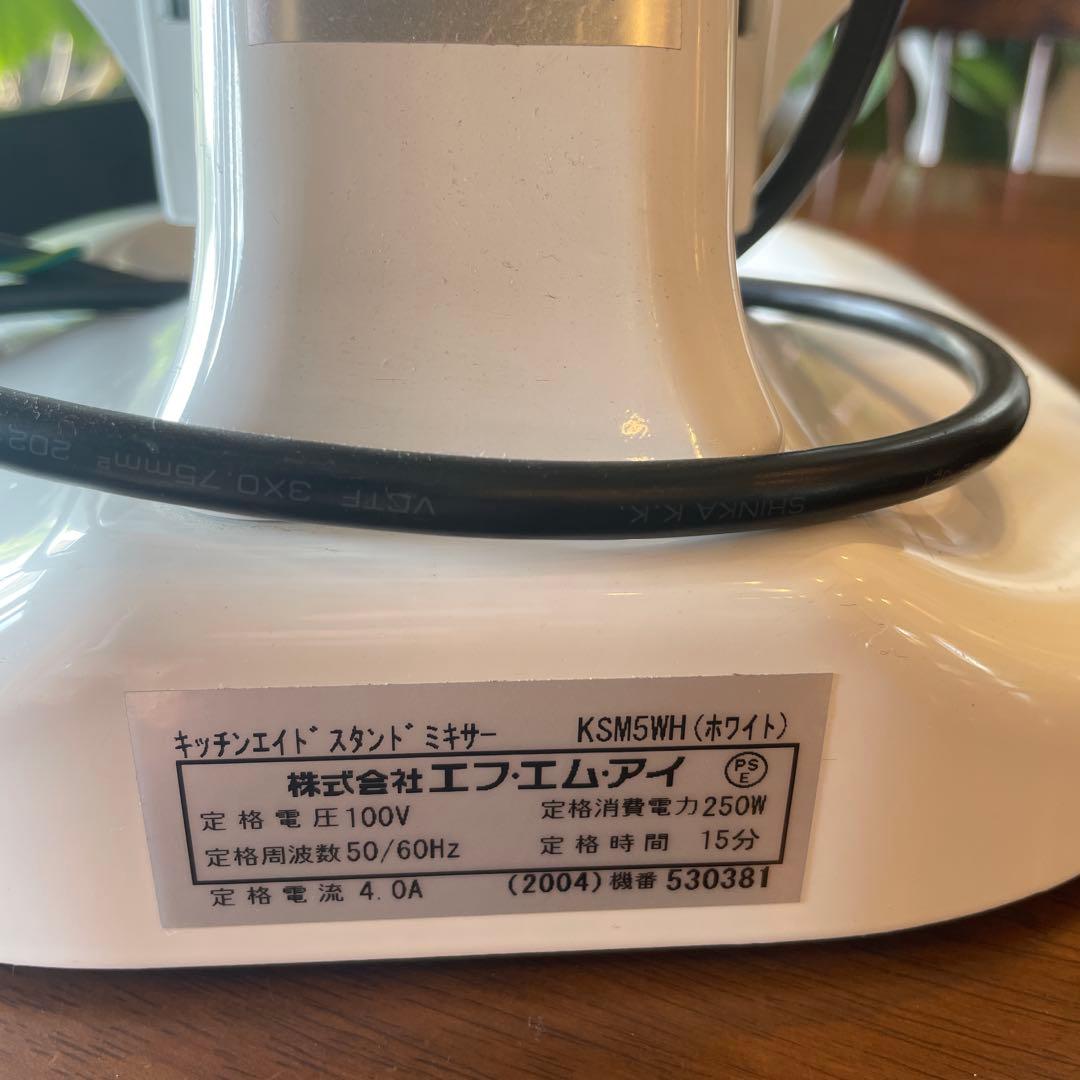 SHINKA K.K.
VCTF 3X0.75mm² 202
キッチンエイド スタンド ミキサー KSM5WH(ホワイト)
株式会社 エフ・エム・アイ PSE
定格電圧100V 定格消費電力250W
定格周波数50/60Hz 定格時間 15分
定格電流 4.0A (2004)機番 530381